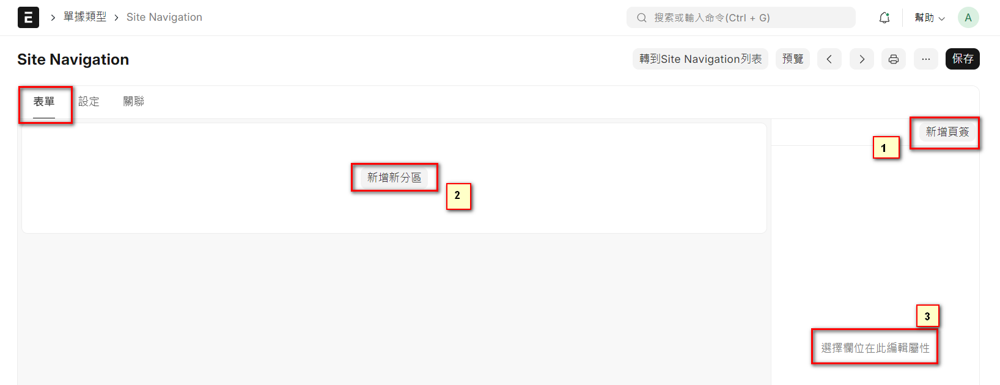 E 單據類型 Site Navigation 搜索或輸入命令(Ctrl + G) 幫助 A
Site Navigation 轉到Site Navigation列表 預覽 ... 保存
表單 設定 關聯
新增頁簽
1
新增新分區
2
3
選擇欄位在此編輯屬性